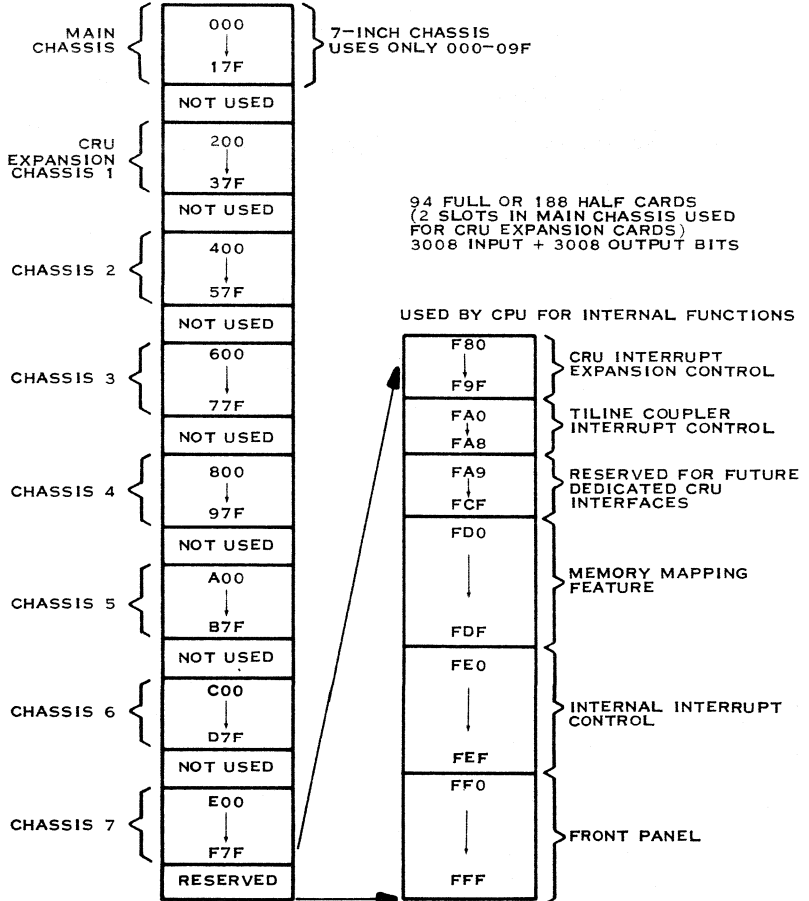 MAIN
CHASSIS
000
17F
7-INCH CHASSIS
USES ONLY 000-09F
NOT USED
CRU
EXPANSION
CHASSIS 1
200
37F
NOT USED
94 FULL OR 188 HALF CARDS
(2 SLOTS IN MAIN CHASSIS USED
FOR CRU EXPANSION CARDS)
3008 INPUT + 3008 OUTPUT BITS
CHASSIS 2
400
57F
NOT USED
CHASSIS 3
600
77F
NOT USED
CHASSIS 4
800
97F
NOT USED
CHASSIS 5
A00
B7F
NOT USED
CHASSIS 6
C00
D7F
NOT USED
CHASSIS 7
E00
F7F
RESERVED
USED BY CPU FOR INTERNAL FUNCTIONS
F80
F9F
CRU INTERRUPT
EXPANSION CONTROL
FA0
FA8
TILINE COUPLER
INTERRUPT CONTROL
FA9
FCF
RESERVED FOR FUTURE
DEDICATED CRU
INTERFACES
FD0
FDF
MEMORY MAPPING
FEATURE
FE0
FEF
INTERNAL INTERRUPT
CONTROL
FF0
FFF
FRONT PANEL